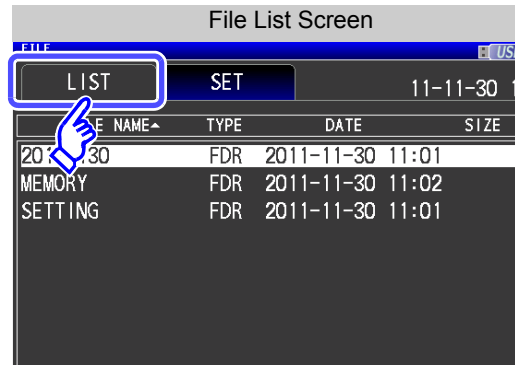 File List Screen
FILE
LIST SET 11-11-30
NAME▲ TYPE DATE SIZE
FDR 2011-11-30 11:01
MEMORY FDR 2011-11-30 11:02
SETTING FDR 2011-11-30 11:01